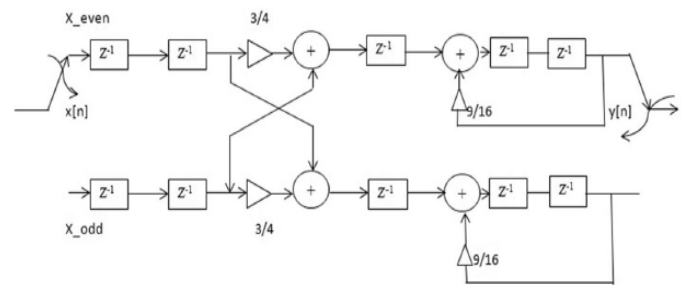 X_even
3/4
Z-1
Z-1
+
Z-1
+
Z-1
Z-1
x[n]
9/16
y[n]
Z-1
Z-1
+
Z-1
+
Z-1
Z-1
X_odd
3/4
9/16